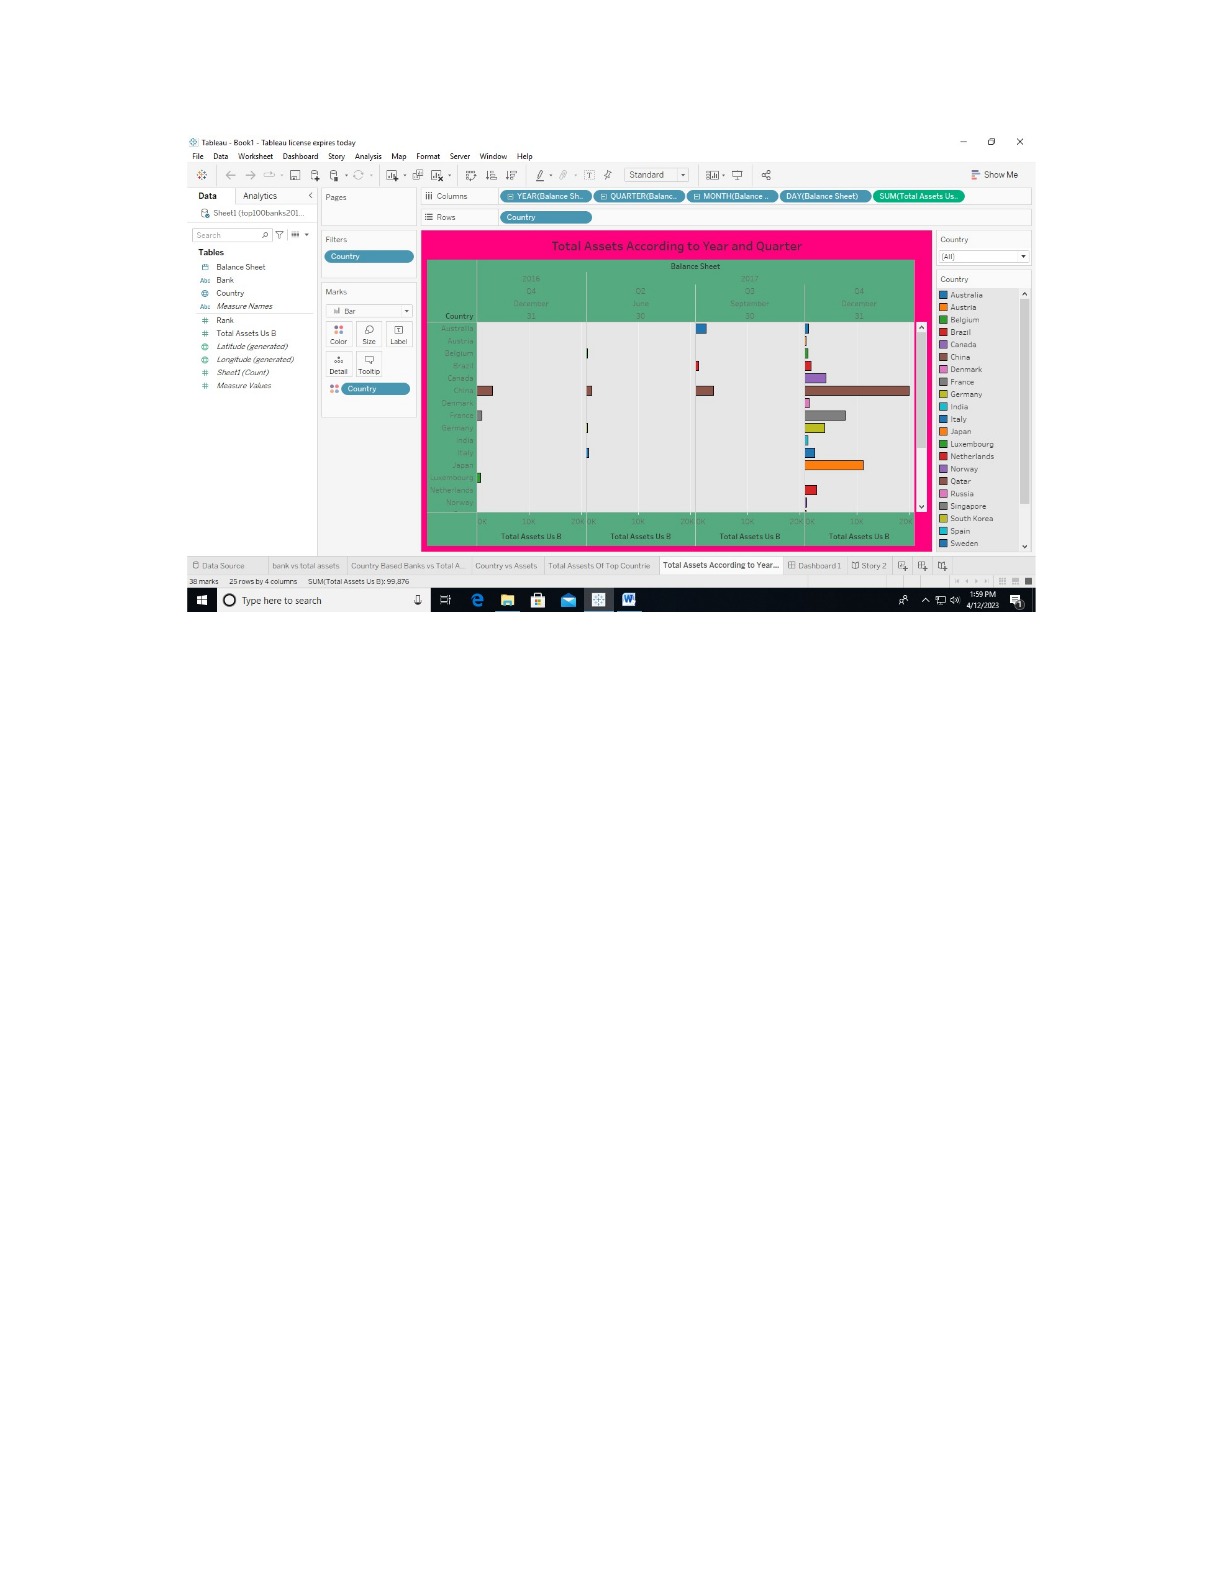 Tableau - Book1 - Tableau license expires today
File Data Worksheet Dashboard Story Analysis Map Format Server Window Help
Standard
Show Me
Data Analytics
Sheet1 (top100banks201...
Search
Tables
Balance Sheet
Abc Bank
Country
Abc Measure Names
# Rank
# Total Assets Us B
Latitude (generated)
Longitude (generated)
# Sheet1 (Count)
# Measure Values
Pages
Filters
Country
Marks
Bar
Color Size Label
Detail Tooltip
Country
Columns YEAR(Balance Sh.. QUARTER(Balanc.. MONTH(Balance .. DAY(Balance Sheet) SUM(Total Assets Us..
Rows Country
Total Assets According to Year and Quarter
Balance Sheet
2016 2017
Q4 Q2 Q3 Q4
December June September December
Country 31 30 30 31
Australia
Austria
Belgium
Brazil
Canada
China
Denmark
France
Germany
India
Italy
Japan
Luxembourg
Netherlands
Norway
0K 10K 20K 0K 10K 20K 0K 10K 20K 10K 20K
Total Assets Us B Total Assets Us B Total Assets Us B Total Assets Us B
Country
(All)
Country
Australia
Austria
Belgium
Brazil
Canada
China
Denmark
France
Germany
India
Italy
Japan
Luxembourg
Netherlands
Norway
Qatar
Russia
Singapore
South Korea
Spain
Sweden
Data Source bank vs total assets Country Based Banks vs Total A... Country vs Assets Total Assests Of Top Countrie Total Assets According to Year... Dashboard 1 Story 2
38 marks 25 rows by 4 columns SUM(Total Assets Us B): 99,876
Type here to search
1:59 PM
4/12/2023
1